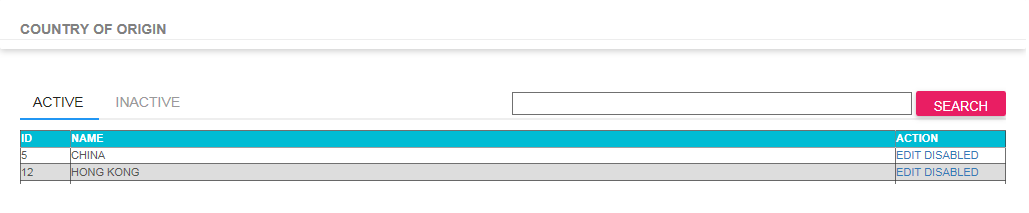 COUNTRY OF ORIGIN
ACTIVE INACTIVE SEARCH
ID NAME ACTION
5 CHINA EDIT DISABLED
12 HONG KONG EDIT DISABLED